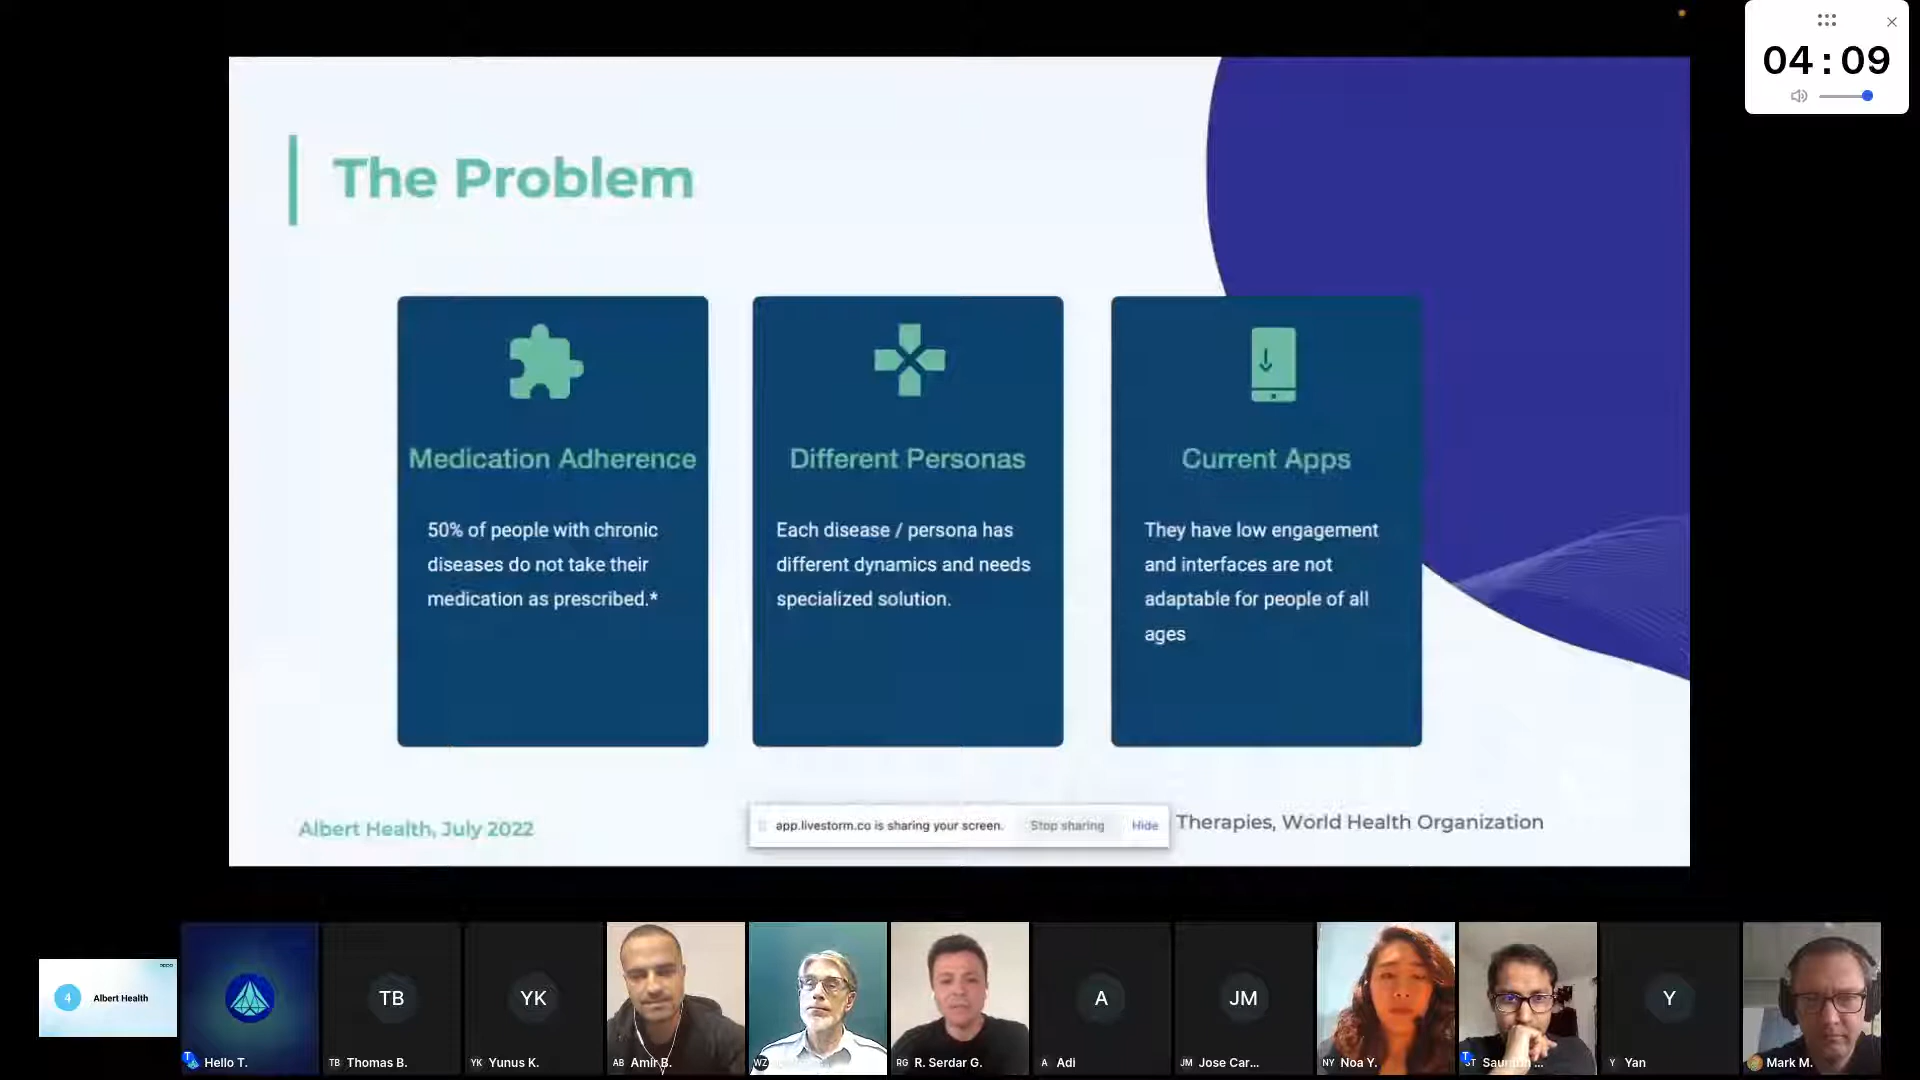 04:09
The Problem
Medication Adherence
50% of people with chronic
diseases do not take their
medication as prescribed.*
Different Personas
Each disease / persona has
different dynamics and needs
specialized solution.
Current Apps
They have low engagement
and interfaces are not
adaptable for people of all
ages
Albert Health, July 2022
app.livestorm.co is sharing your screen.
Stop sharing
Hide
Therapies, World Health Organization
4
Albert Health
T
Hello T.
TB
TB Thomas B.
YK
YK Yunus K.
AB Amir B.
WZ
RG R. Serdar G.
A
A Adi
JM
JM Jose Car...
NY Noa Y.
T
Y
Y Yan
Mark M.